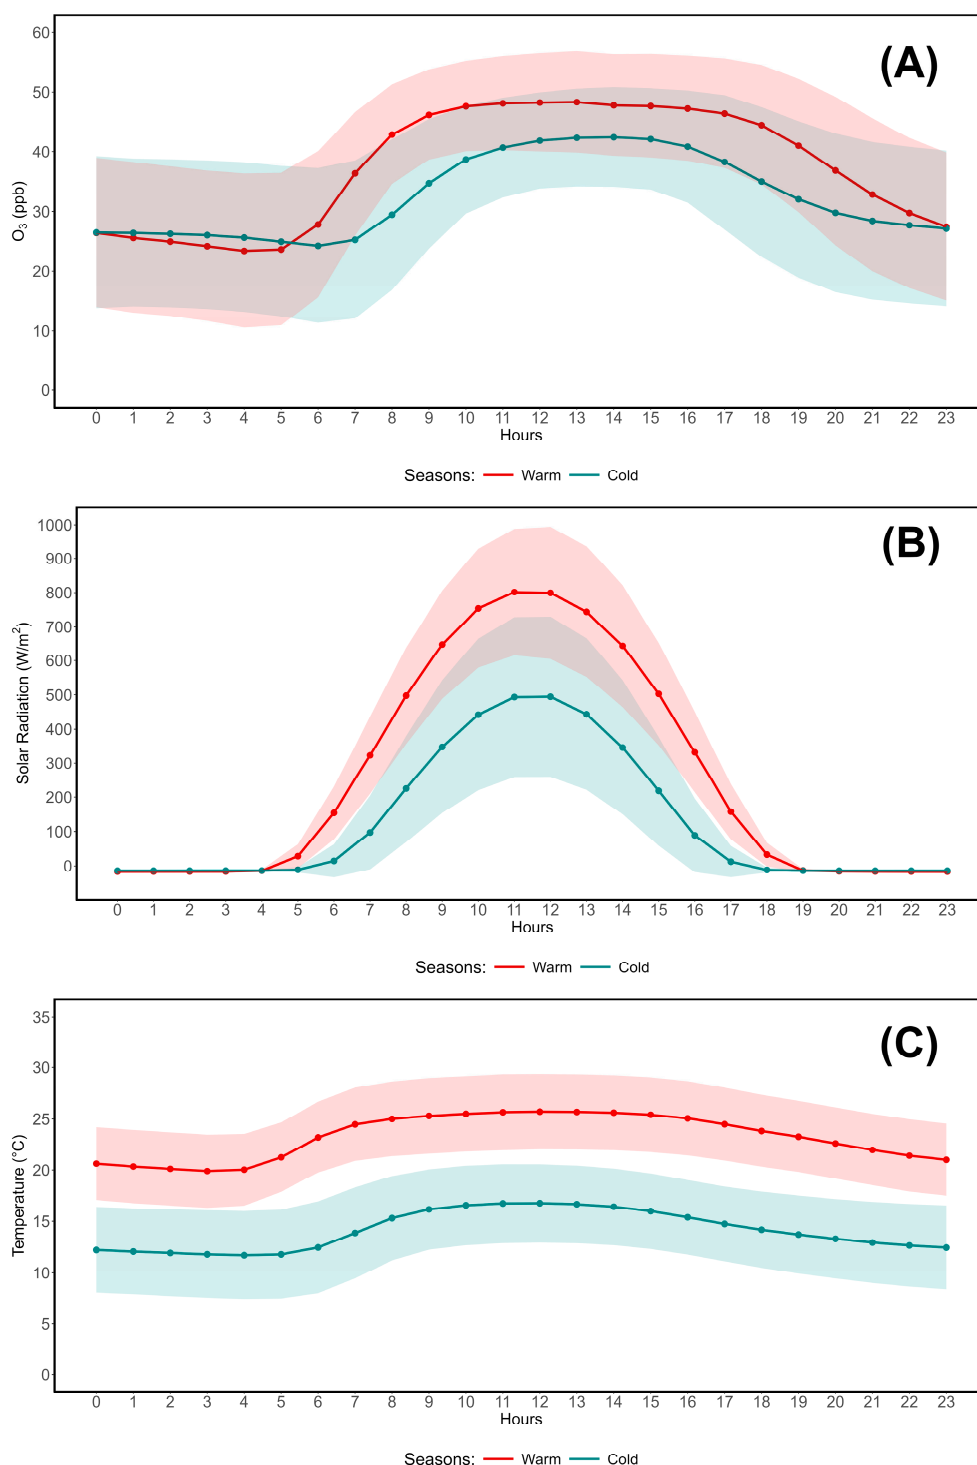 (A)
O3 (ppb)
60
50
40
30
20
10
0
0 1 2 3 4 5 6 7 8 9 10 11 12 13 14 15 16 17 18 19 20 21 22 23
Hours
Seasons: Warm Cold
(B)
Solar Radiation (W/m2)
1000
900
800
700
600
500
400
300
200
100
0
0 1 2 3 4 5 6 7 8 9 10 11 12 13 14 15 16 17 18 19 20 21 22 23
Hours
Seasons: Warm Cold
(C)
Temperature (°C)
35
30
25
20
15
10
5
0
0 1 2 3 4 5 6 7 8 9 10 11 12 13 14 15 16 17 18 19 20 21 22 23
Hours
Seasons: Warm Cold